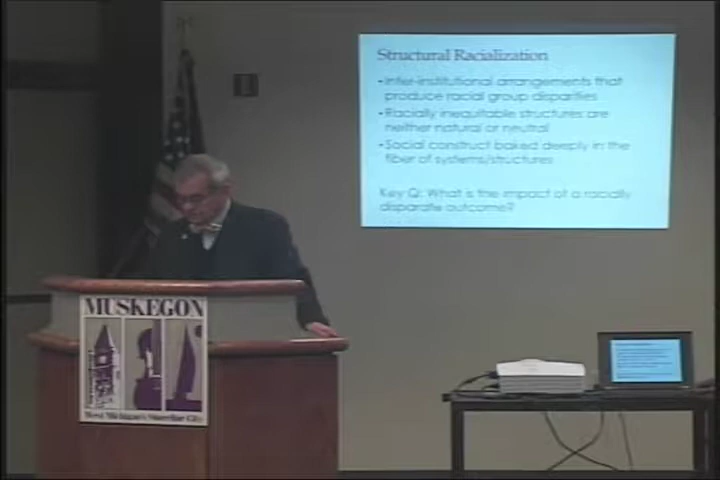 Structural Racialization
•Inter-institutional arrangements that
produce racial group disparities
•Racially inequitable structures are
neither natural or neutral
•Social construct baked deeply in the
fiber of systems/structures
Key Q: What is the impact of a racially
disparate outcome?
MUSKEGON
West Michigan's Shoreline City